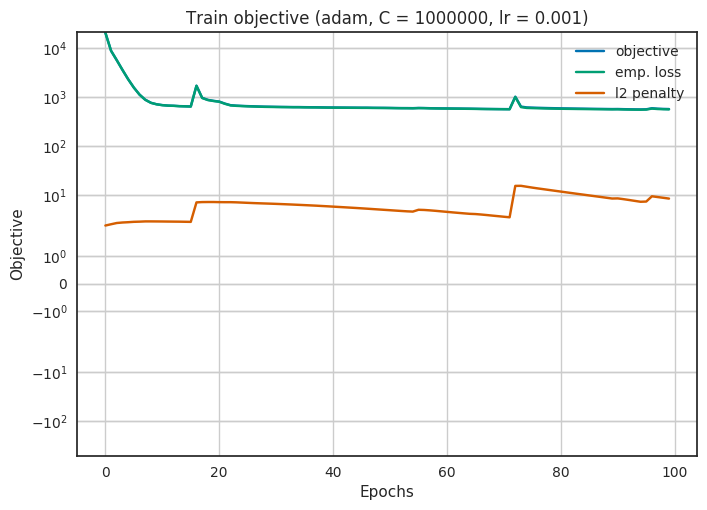 Train objective (adam, C = 1000000, lr = 0.001)
objective
emp. loss
l2 penalty
10⁴
10³
10²
10¹
10⁰
0
−10⁰
−10¹
−10²
Objective
0 20 40 60 80 100
Epochs